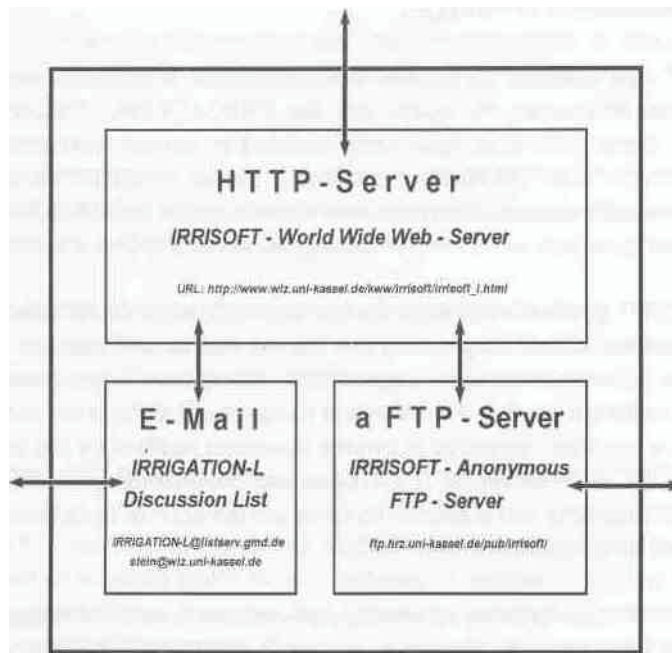 HTTP-Server
IRRISOFT - World Wide Web - Server
URL: http://www.wiz.uni-kassel.de/kww/irrisoft/irrisoft_i.html
E-Mail
IRRIGATION-L
Discussion List
IRRIGATION-L@listserv.gmd.de
stein@wiz.uni-kassel.de
a FTP-Server
IRRISOFT - Anonymous
FTP - Server
ftp.hrz.uni-kassel.de/pub/irrisoft/